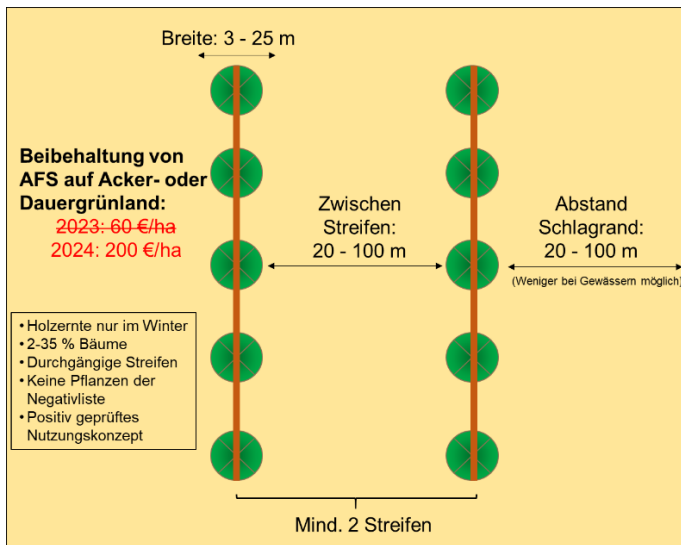 Breite: 3 - 25 m
Beibehaltung von
AFS auf Acker- oder
Dauergrünland:
2023: 60 €/ha
2024: 200 €/ha
Zwischen
Streifen:
20 - 100 m
Abstand
Schlagrand:
20 - 100 m
(Weniger bei Gewässern möglich)
• Holzernte nur im Winter
• 2-35 % Bäume
• Durchgängige Streifen
• Keine Pflanzen der
Negativliste
• Positiv geprüftes
Nutzungskonzept
Mind. 2 Streifen